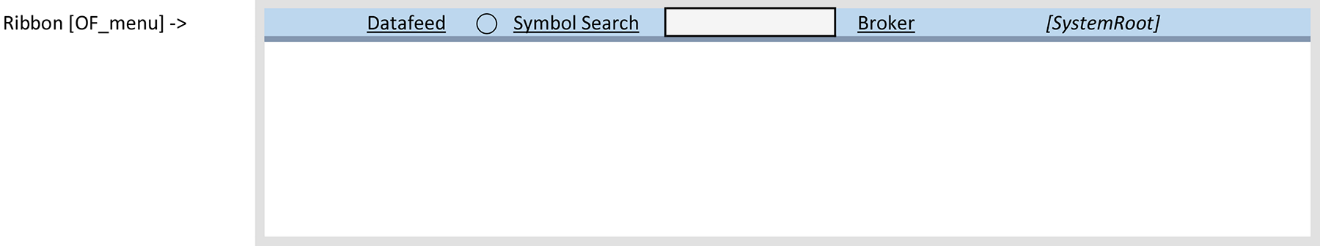 Ribbon [OF_menu] -> Datafeed Symbol Search Broker [SystemRoot]